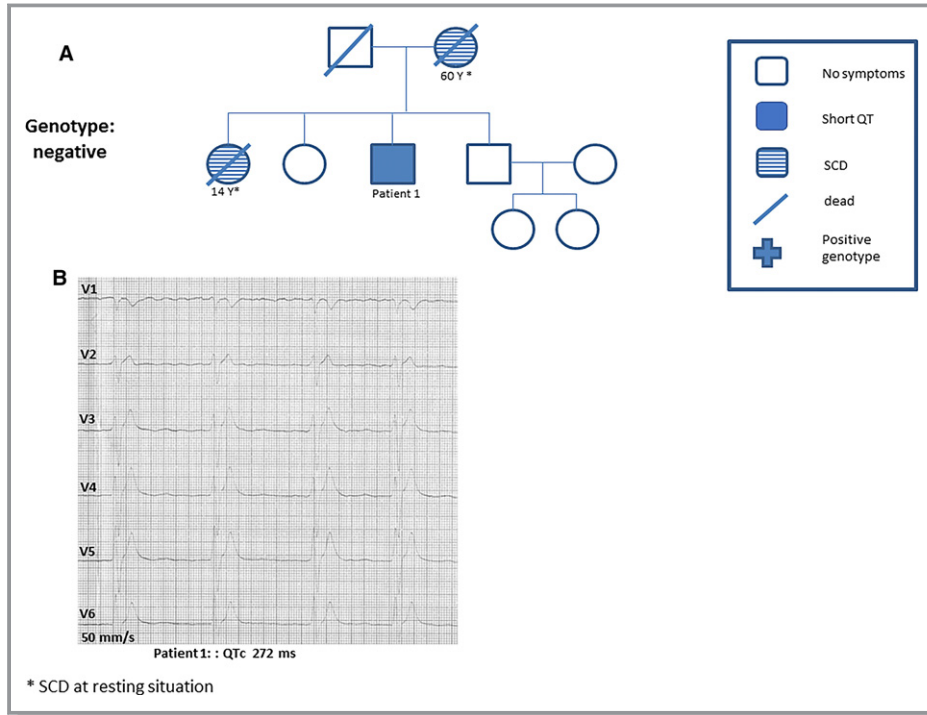 A
60 Y *
Genotype:
negative
14 Y*
Patient 1
No symptoms
Short QT
SCD
dead
Positive
genotype
B
V1
V2
V3
V4
V5
V6
50 mm/s
Patient 1: : QTc 272 ms
* SCD at resting situation